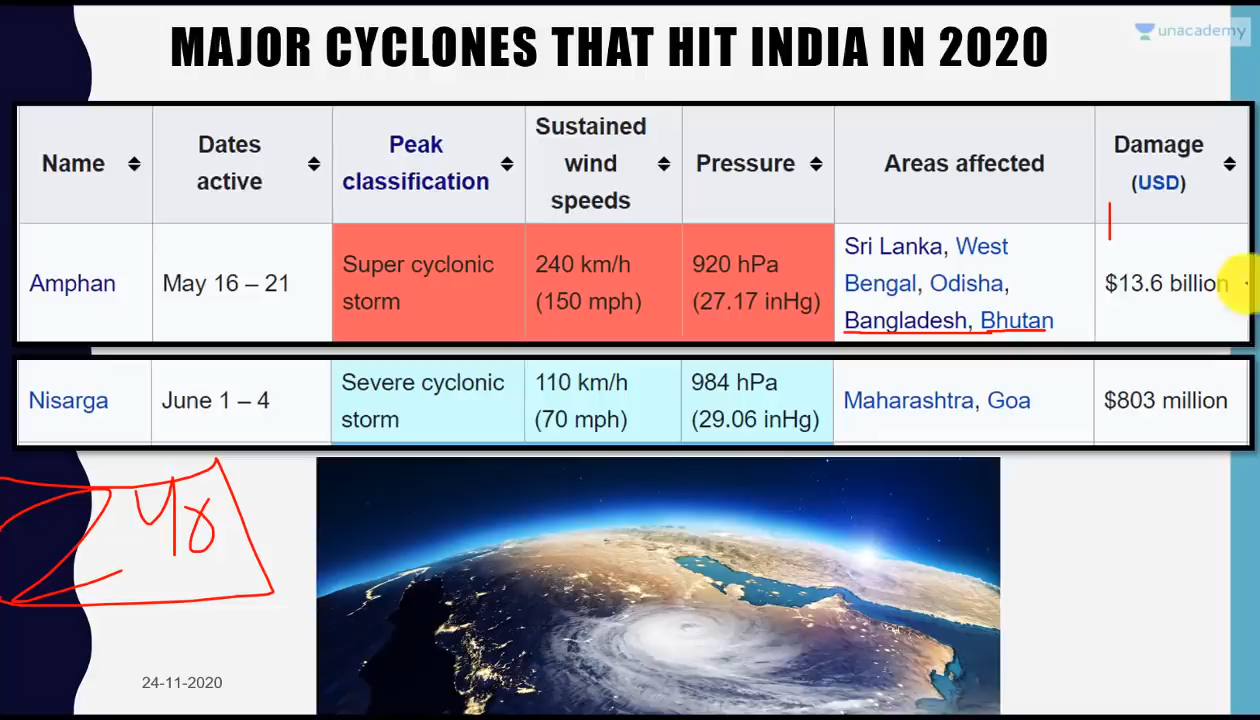 MAJOR CYCLONES THAT HIT INDIA IN 2020
unacademy
Name
Dates
active
Peak
classification
Sustained
wind
speeds
Pressure
Areas affected
Damage
(USD)
Amphan
May 16 – 21
Super cyclonic
storm
240 km/h
(150 mph)
920 hPa
(27.17 inHg)
Sri Lanka, West
Bengal, Odisha,
Bangladesh, Bhutan
$13.6 billion
Nisarga
June 1 – 4
Severe cyclonic
storm
110 km/h
(70 mph)
984 hPa
(29.06 inHg)
Maharashtra, Goa
$803 million
24-11-2020